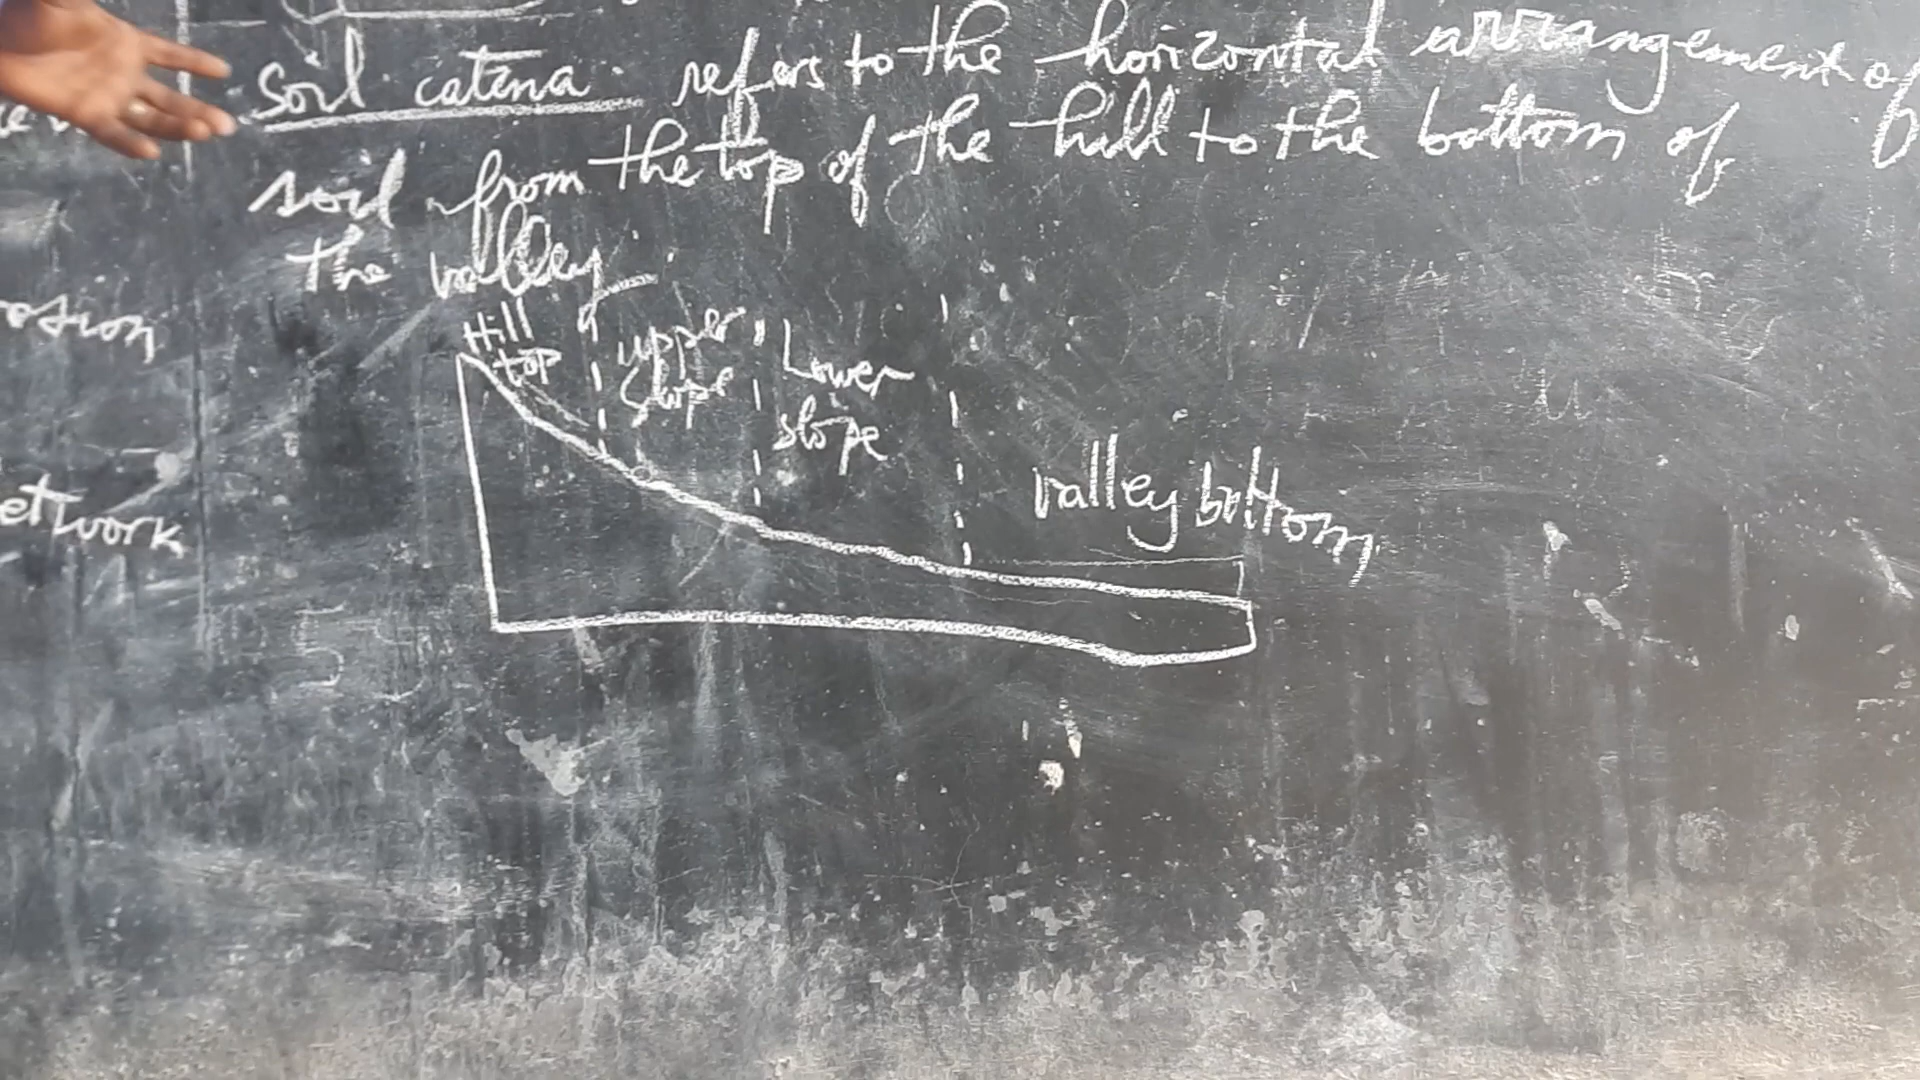 soil catena refers to the horizontal arrangement of
soil from the top of the hill to the bottom of
the valley.
Hill
top
upper
slope
Lower
slope
valley bottom
otion
etwork